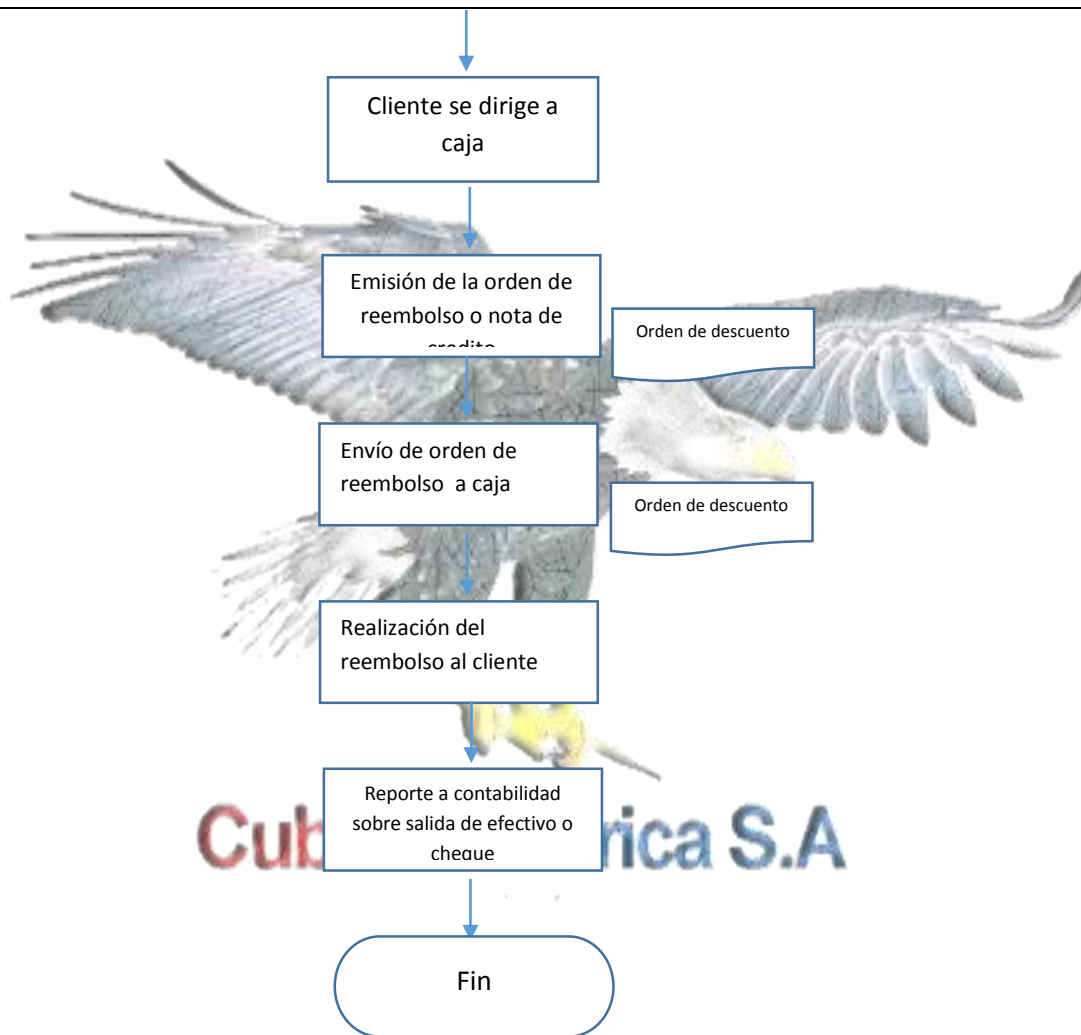 Cliente se dirige a
caja
Emisión de la orden de
reembolso o nota de
credito
Orden de descuento
Envío de orden de
reembolso a caja
Orden de descuento
Realización del
reembolso al cliente
Reporte a contabilidad
sobre salida de efectivo o
cheque
Cub rica S.A
Fin